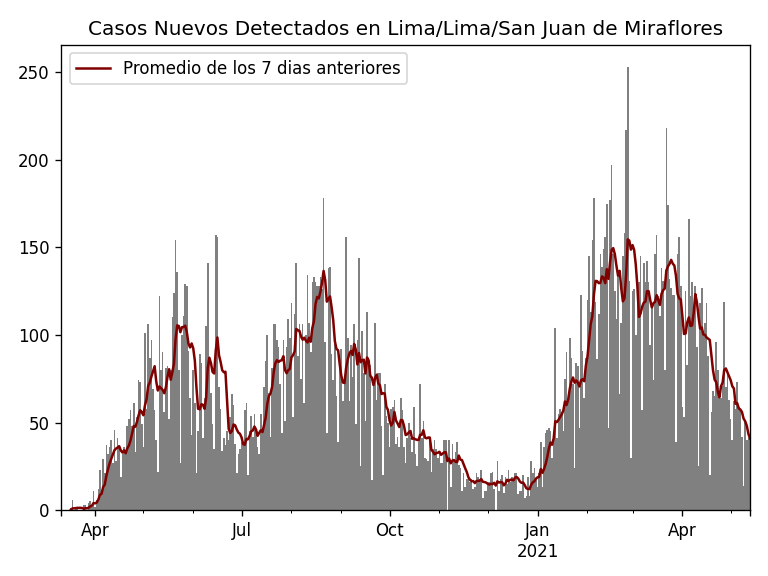 Casos Nuevos Detectados en Lima/Lima/San Juan de Miraflores
Promedio de los 7 dias anteriores
250
200
150
100
50
0
Apr Jul Oct Jan Apr
2021